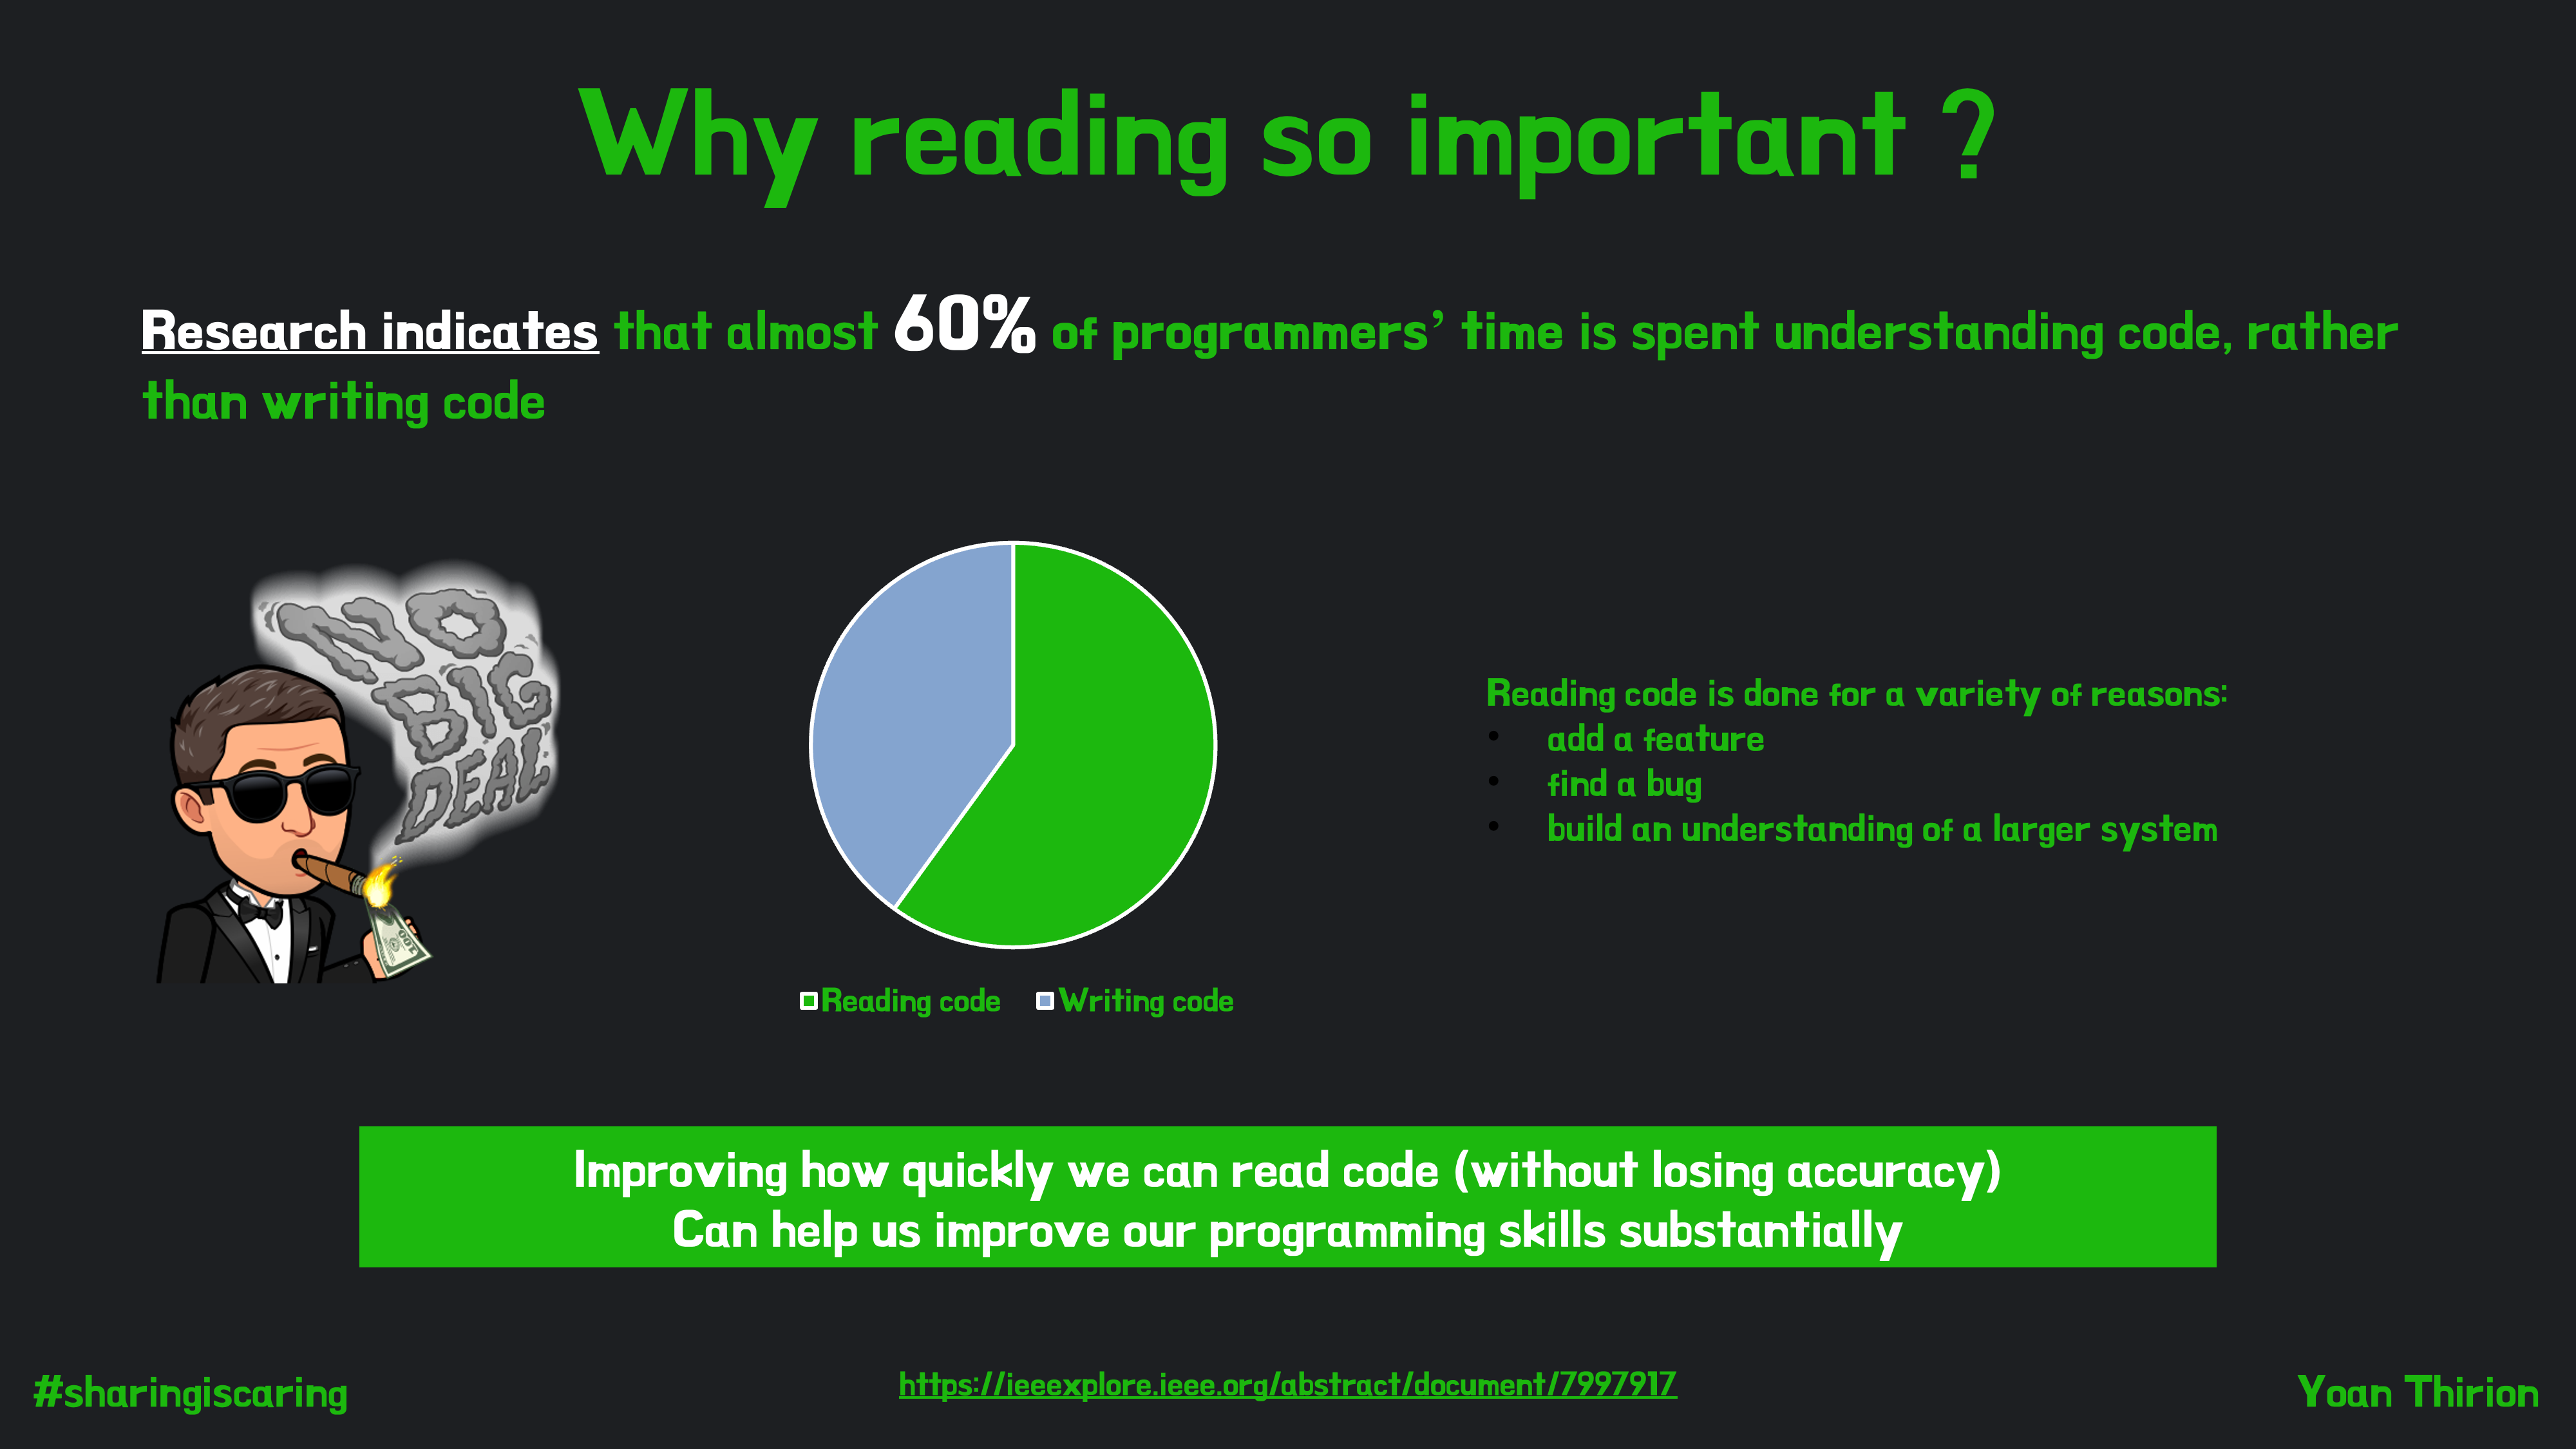 Why reading so important ?
Research indicates that almost 60% of programmers’ time is spent understanding code, rather
than writing code
NO
BIG
DEAL
100
Reading code
Writing code
Reading code is done for a variety of reasons:
• add a feature
• find a bug
• build an understanding of a larger system
Improving how quickly we can read code (without losing accuracy)
Can help us improve our programming skills substantially
#sharingiscaring
https://ieeexplore.ieee.org/abstract/document/7997917
Yoan Thirion